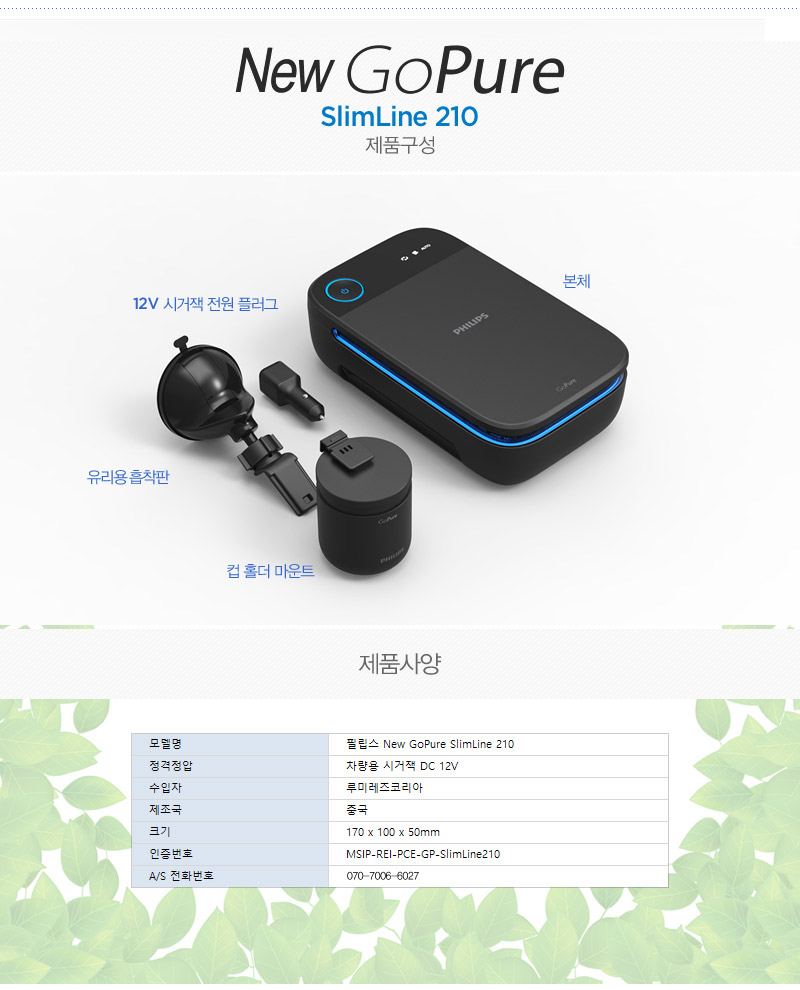 New GoPure
SlimLine 210
제품구성
AUTO
본체
12V 시거잭 전원 플러그
PHILIPS
GoPure
유리용 흡착판
GoPure
PHILIPS
컵 홀더 마운트
제품사양
모델명 필립스 New GoPure SlimLine 210
정격정압 차량용 시거잭 DC 12V
수입자 루미레즈코리아
제조국 중국
크기 170 x 100 x 50mm
인증번호 MSIP-REI-PCE-GP-SlimLine210
A/S 전화번호 070-7006-6027